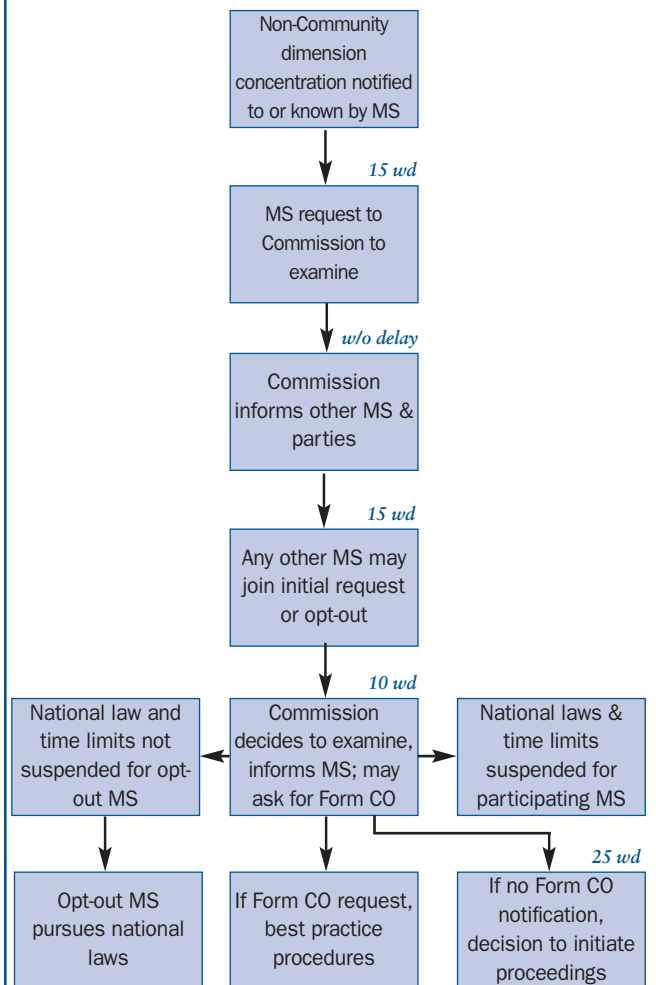 Non-Community
dimension
concentration notified
to or known by MS
15 wd
MS request to
Commission to
examine
w/o delay
Commission
informs other MS &
parties
15 wd
Any other MS may
join initial request
or opt-out
10 wd
National law and
time limits not
suspended for opt-
out MS
Commission
decides to examine,
informs MS; may
ask for Form CO
National laws &
time limits
suspended for
participating MS
25 wd
Opt-out MS
pursues national
laws
If Form CO request,
best practice
procedures
If no Form CO
notification,
decision to initiate
proceedings